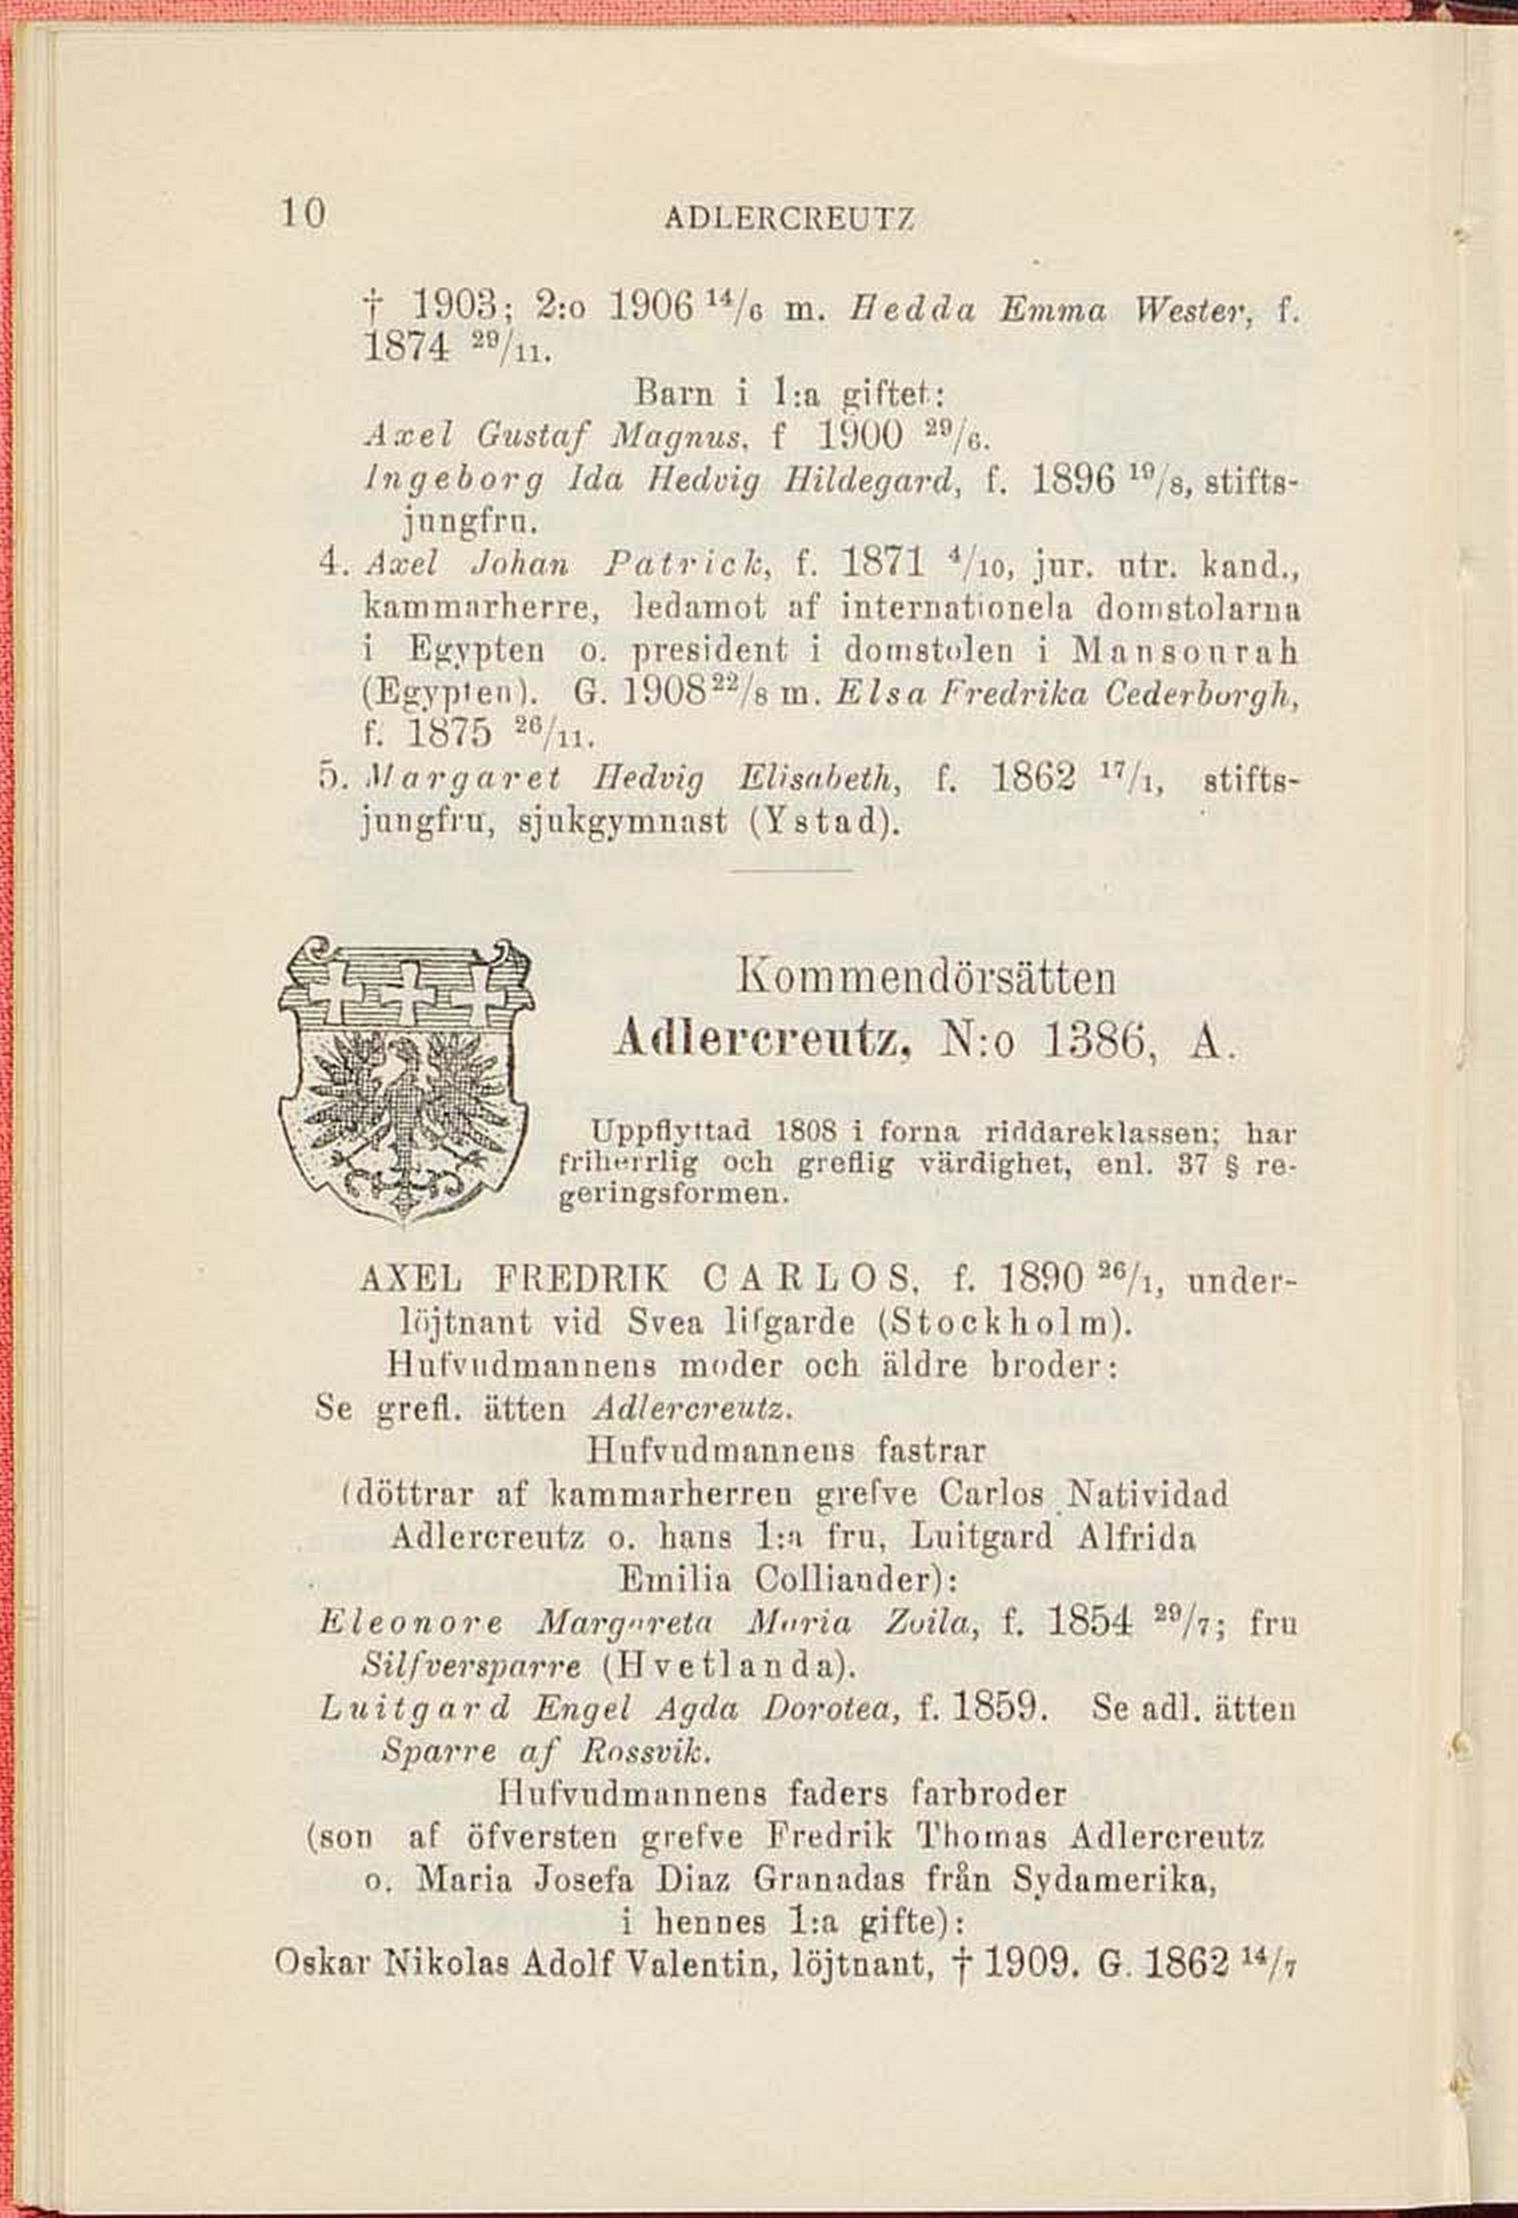 10 ADLERCREUTZ
† 1903; 2:o 1906 14/6 m. Hedda Emma Wester, f.
1874 29/11.
Barn i 1:a giftet:
Axel Gustaf Magnus, f 1900 29/6.
Ingeborg Ida Hedvig Hildegard, f. 1896 19/8, stifts-
jungfru.
4. Axel Johan Patrick, f. 1871 4/10, jur. utr. kand.,
kammarherre, ledamot af internationela domstolarna
i Egypten o. president i domstolen i Mansourah
(Egypten). G. 1908 22/8 m. Elsa Fredrika Cederborgh,
f. 1875 26/11.
5. Margaret Hedvig Elisabeth, f. 1862 17/1, stifts-
jungfru, sjukgymnast (Ystad).
Kommendörsätten
Adlercreutz, N:o 1386, A.
Uppflyttad 1808 i forna riddareklassen; har
friherrlig och greflig värdighet, enl. 37 § re-
geringsformen.
AXEL FREDRIK CARLOS, f. 1890 26/1, under-
löjtnant vid Svea lifgarde (Stockholm).
Hufvudmannens moder och äldre broder:
Se grefl. ätten Adlercreutz.
Hufvudmannens fastrar
(döttrar af kammarherren grefve Carlos Natividad
Adlercreutz o. hans 1:a fru, Luitgard Alfrida
Emilia Colliander):
Eleonore Margareta Maria Zoila, f. 1854 29/7; fru
Silfversparre (Hvetlanda).
Luitgard Engel Agda Dorotea, f. 1859. Se adl. ätten
Sparre af Rossvik.
Hufvudmannens faders farbroder
(son af öfversten grefve Fredrik Thomas Adlercreutz
o. Maria Josefa Diaz Granadas från Sydamerika,
i hennes 1:a gifte):
Oskar Nikolas Adolf Valentin, löjtnant, † 1909. G. 1862 14/7